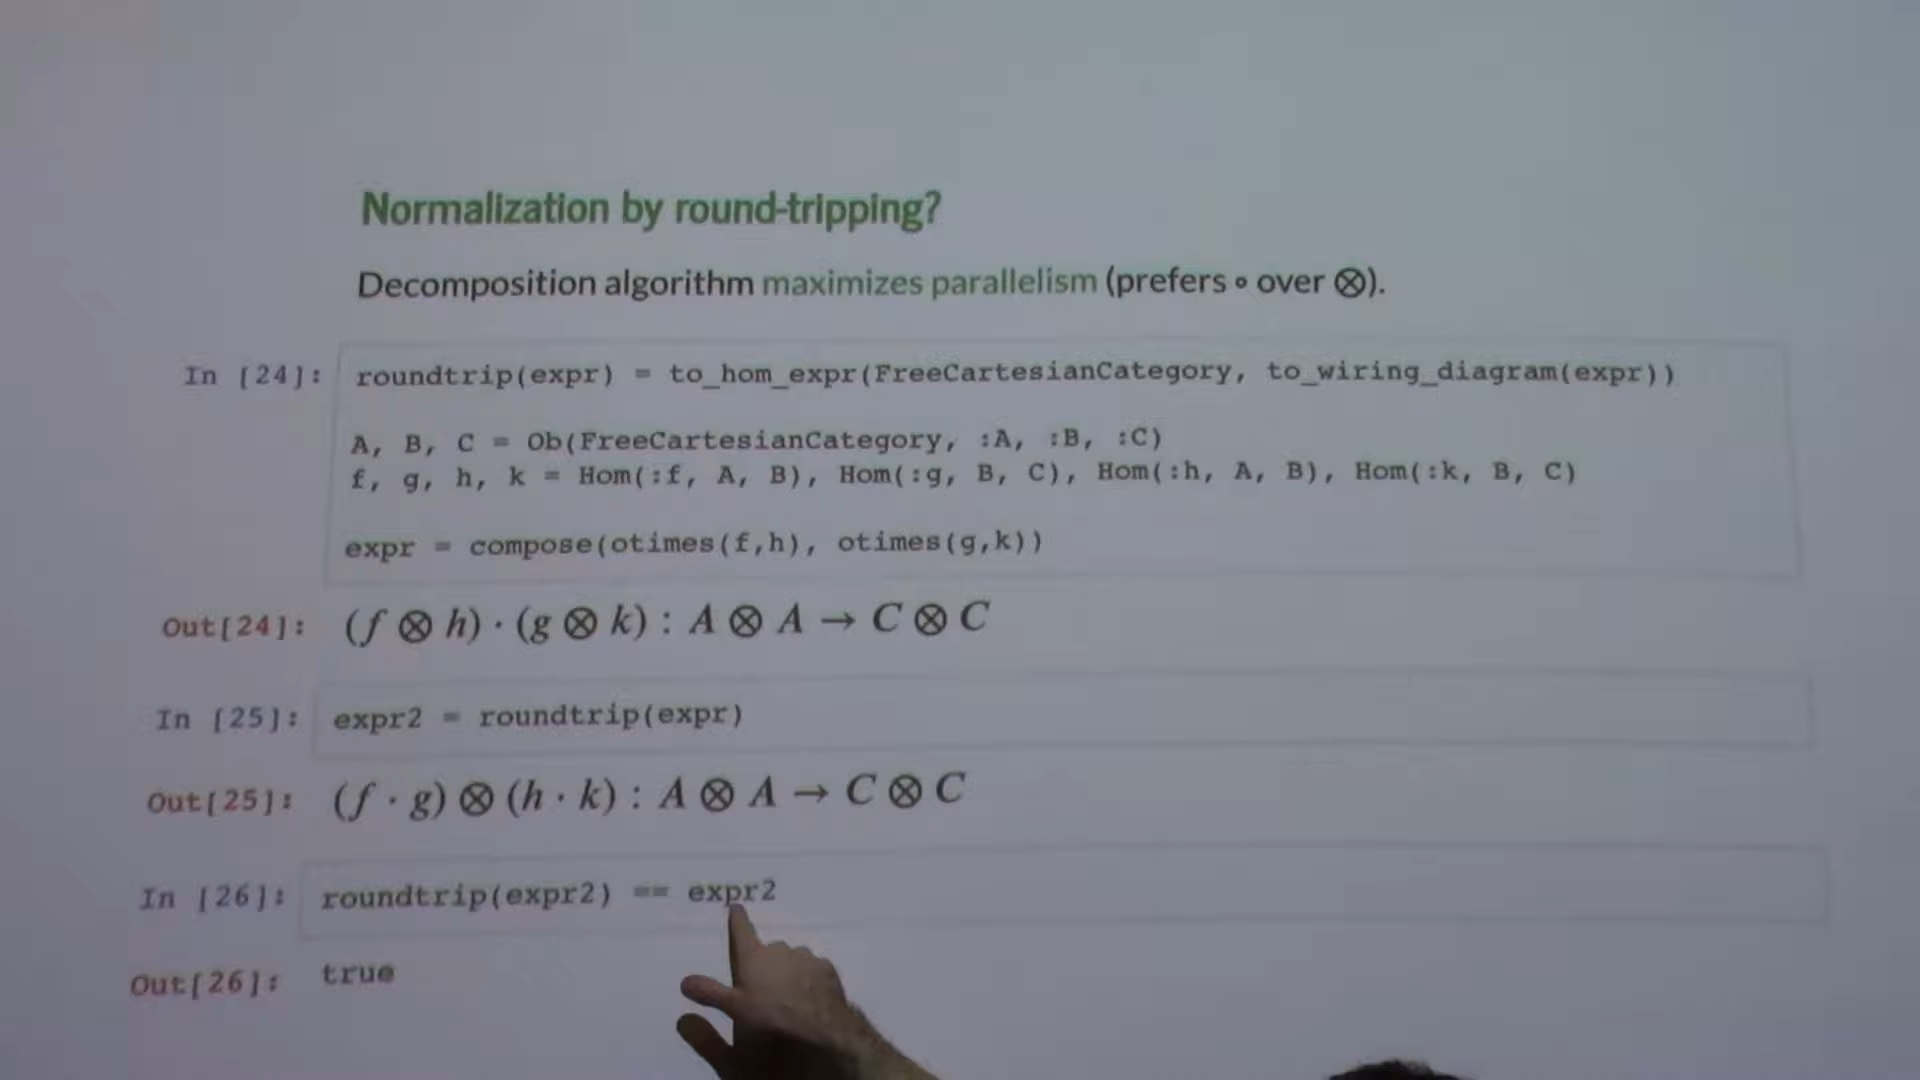 Normalization by round-tripping?
Decomposition algorithm maximizes parallelism (prefers ∘ over ⊗).
In [24]: roundtrip(expr) = to_hom_expr(FreeCartesianCategory, to_wiring_diagram(expr))
A, B, C = Ob(FreeCartesianCategory, :A, :B, :C)
f, g, h, k = Hom(:f, A, B), Hom(:g, B, C), Hom(:h, A, B), Hom(:k, B, C)
expr = compose(otimes(f,h), otimes(g,k))
Out[24]: (f ⊗ h) · (g ⊗ k) : A ⊗ A → C ⊗ C
In [25]: expr2 = roundtrip(expr)
Out[25]: (f · g) ⊗ (h · k) : A ⊗ A → C ⊗ C
In [26]: roundtrip(expr2) == expr2
Out[26]: true